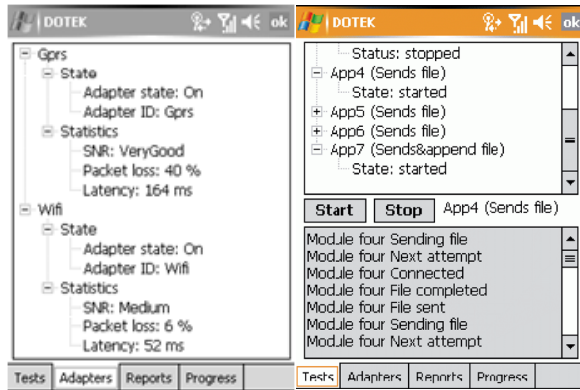 DOTEK ok
Gprs
State
Adapter state: On
Adapter ID: Gprs
Statistics
SNR: VeryGood
Packet loss: 40 %
Latency: 164 ms
Wifi
State
Adapter state: On
Adapter ID: Wifi
Statistics
SNR: Medium
Packet loss: 6 %
Latency: 52 ms
Tests Adapters Reports Progress
DOTEK ok
Status: stopped
App4 (Sends file)
State: started
App5 (Sends file)
App6 (Sends file)
App7 (Sends&append file)
State: started
Start Stop App4 (Sends file)
Module four Sending file
Module four Next attempt
Module four Connected
Module four File completed
Module four File sent
Module four Sending file
Module four Next attempt
Tests Adapters Reports Progress